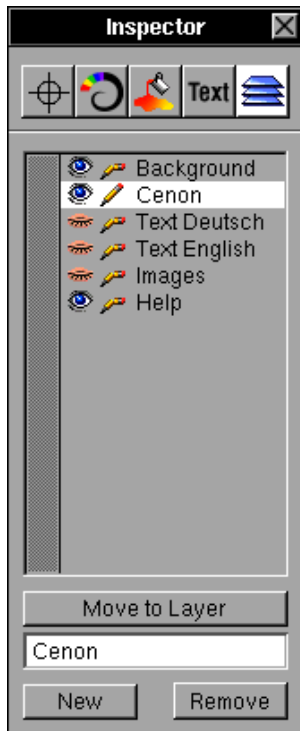 Inspector
Text
Background
Cenon
Text Deutsch
Text English
Images
Help
Move to Layer
Cenon
New Remove